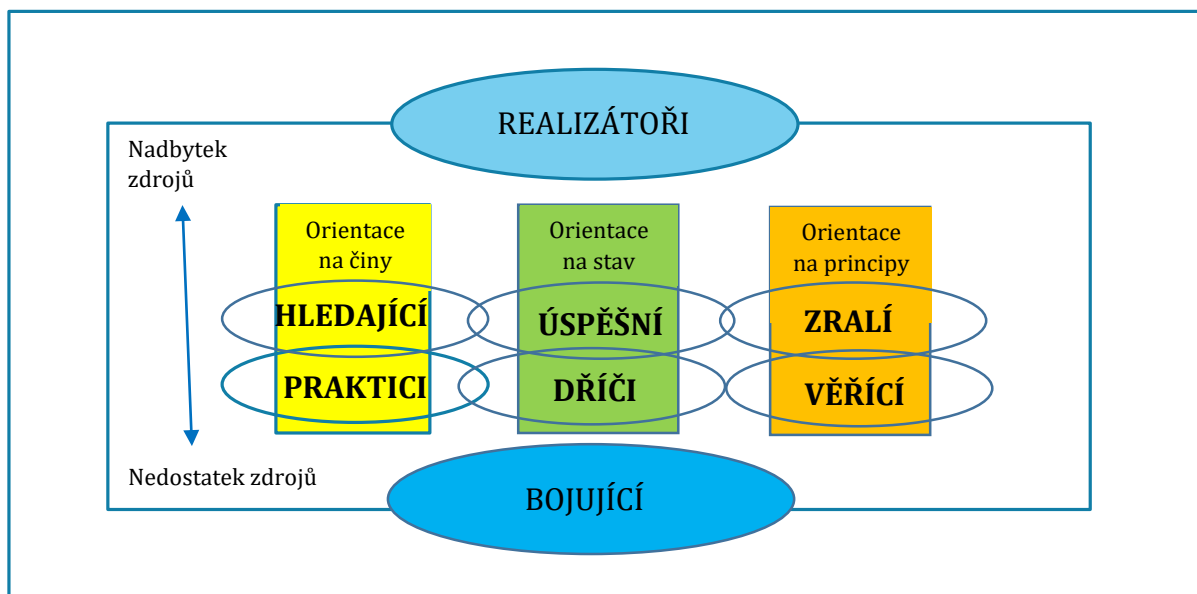 REALIZÁTOŘI
Nadbytek
zdrojů
Orientace
na činy
Orientace
na stav
Orientace
na principy
HLEDAJÍCÍ
ÚSPĚŠNÍ
ZRALÍ
PRAKTICI
DŘÍČI
VĚŘÍCÍ
Nedostatek zdrojů
BOJUJÍCÍ